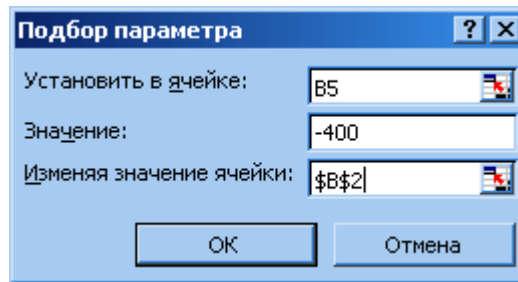 Подбор параметра
Установить в ячейке: B5
Значение: -400
Изменяя значение ячейки: $B$2
ОК Отмена